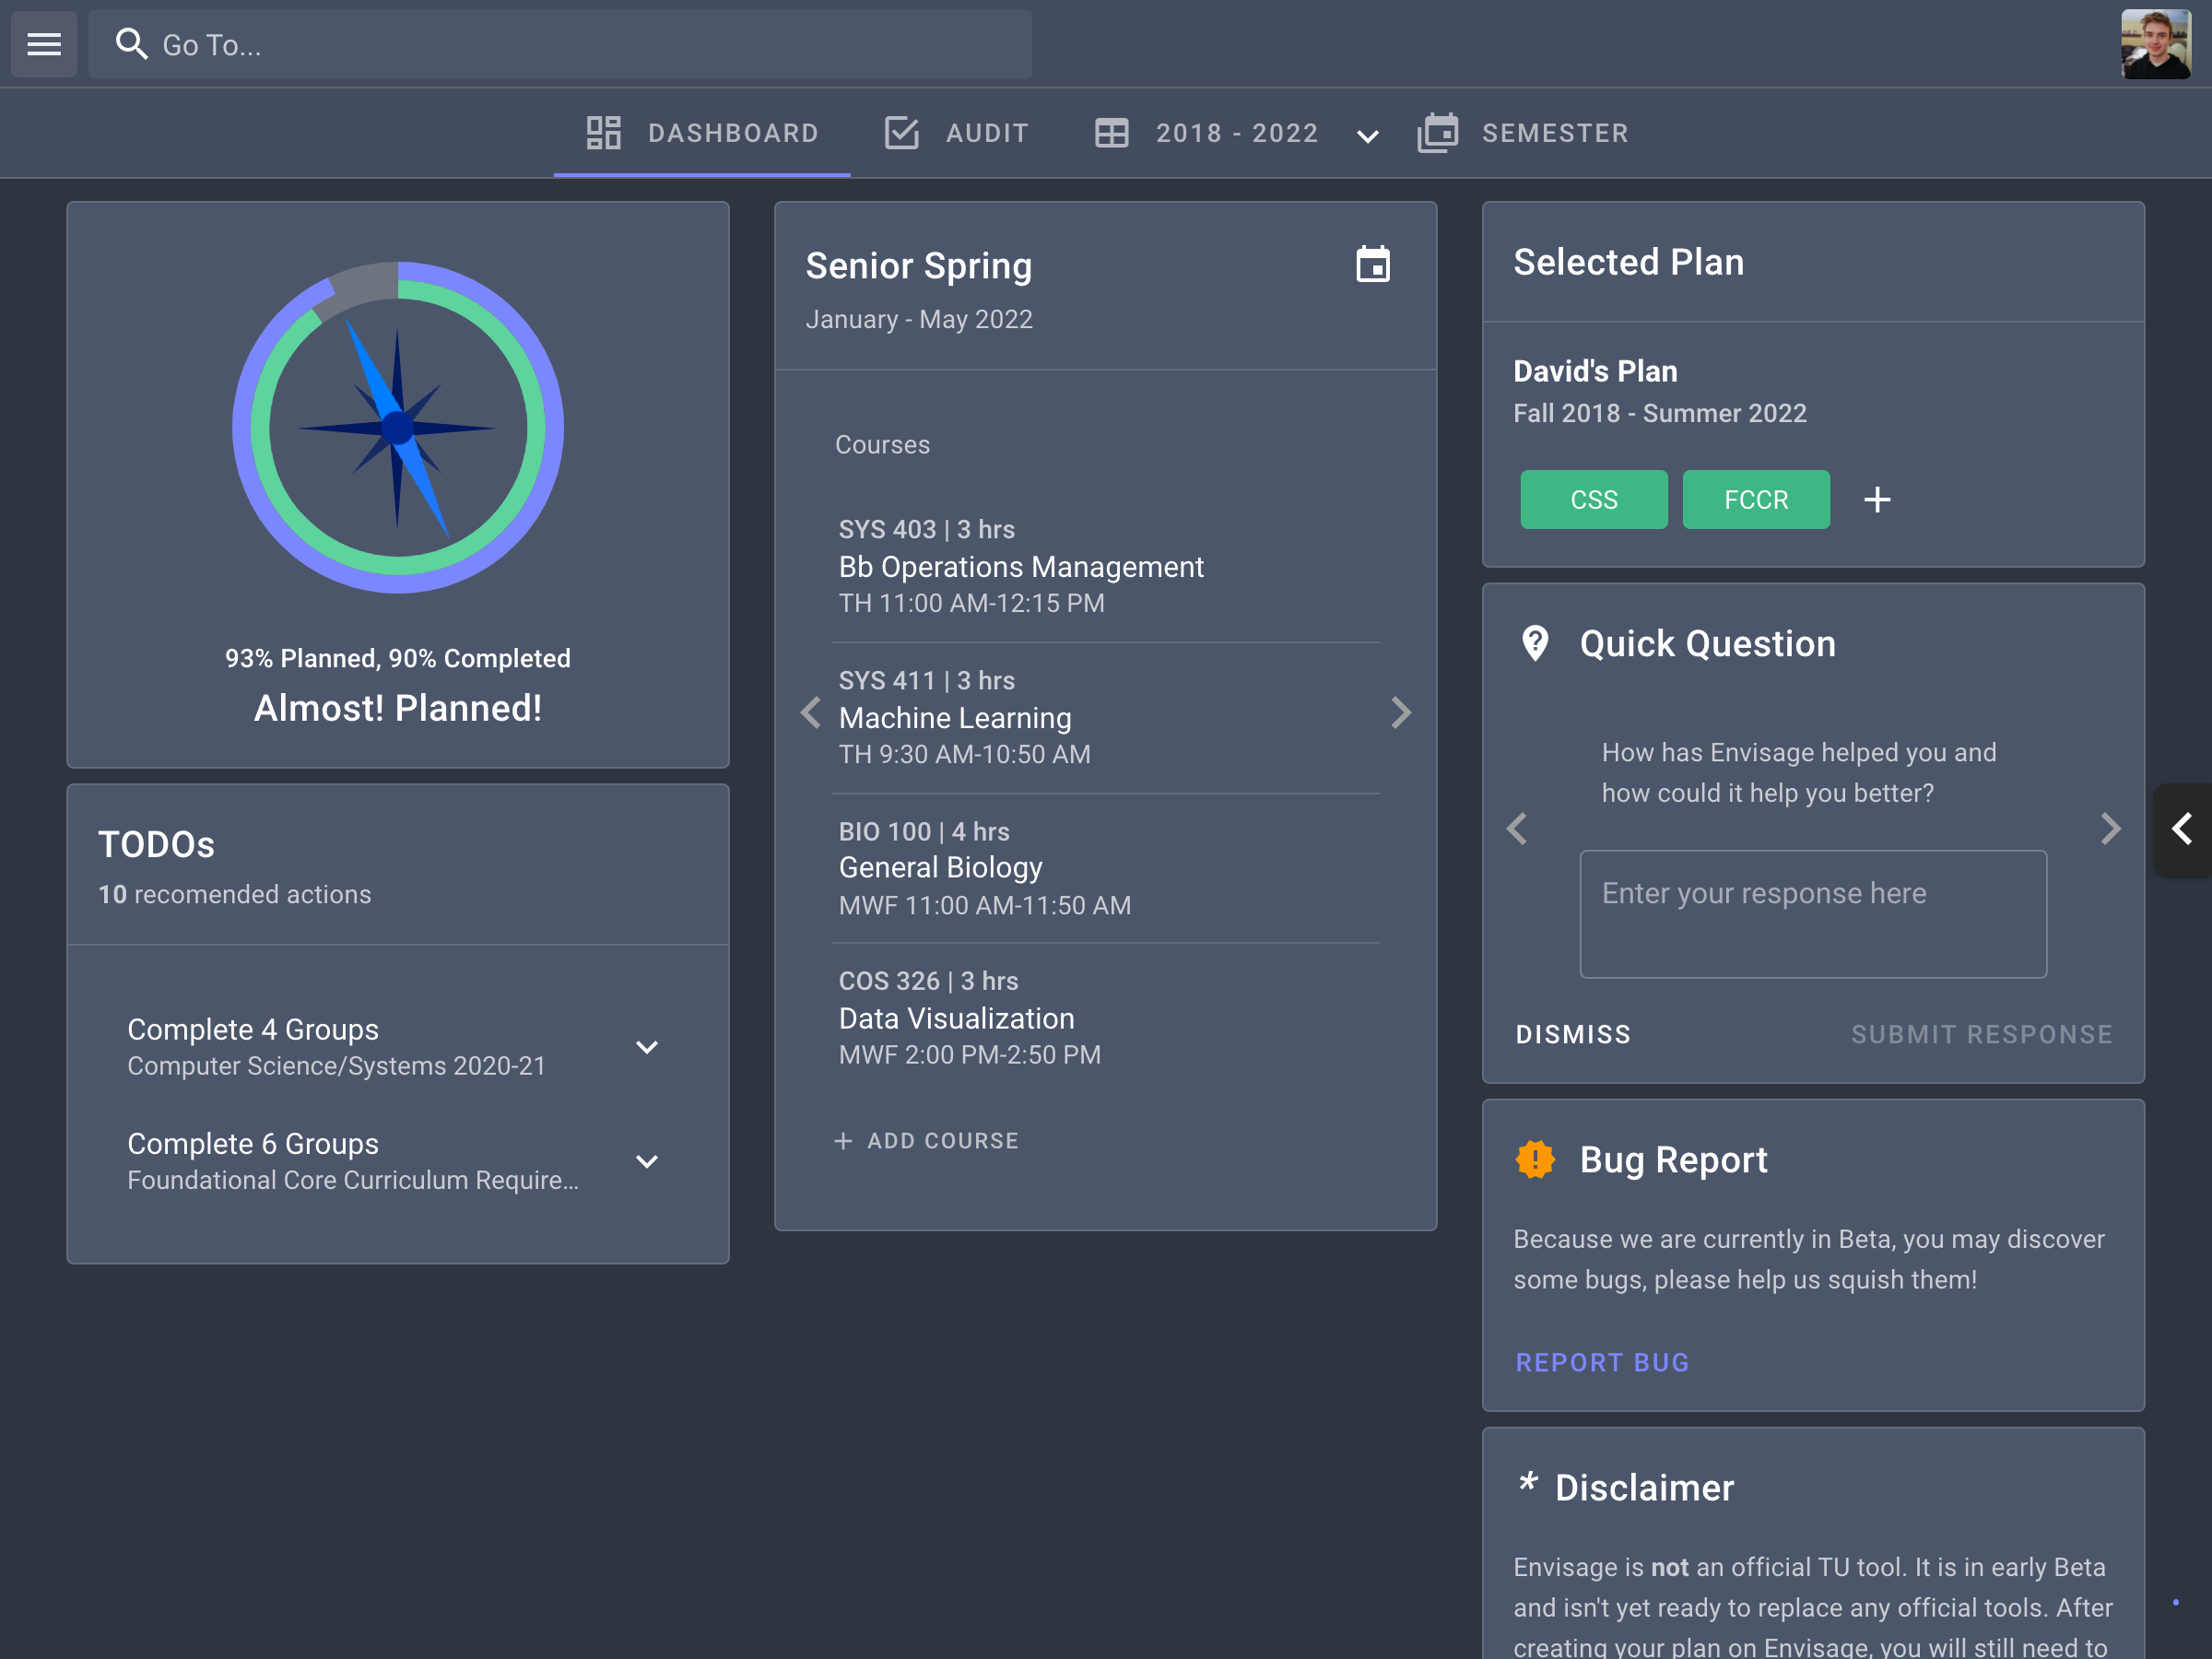 Go To...
DASHBOARD
AUDIT
2018 - 2022
SEMESTER
93% Planned, 90% Completed
Almost! Planned!
TODOs
10 recomended actions
Complete 4 Groups
Computer Science/Systems 2020-21
Complete 6 Groups
Foundational Core Curriculum Require...
Senior Spring
January - May 2022
Courses
SYS 403 | 3 hrs
Bb Operations Management
TH 11:00 AM-12:15 PM
SYS 411 | 3 hrs
Machine Learning
TH 9:30 AM-10:50 AM
BIO 100 | 4 hrs
General Biology
MWF 11:00 AM-11:50 AM
COS 326 | 3 hrs
Data Visualization
MWF 2:00 PM-2:50 PM
+ ADD COURSE
Selected Plan
David's Plan
Fall 2018 - Summer 2022
CSS FCCR +
Quick Question
How has Envisage helped you and
how could it help you better?
Enter your response here
DISMISS
SUBMIT RESPONSE
Bug Report
Because we are currently in Beta, you may discover
some bugs, please help us squish them!
REPORT BUG
* Disclaimer
Envisage is not an official TU tool. It is in early Beta
and isn't yet ready to replace any official tools. After
creating your plan on Envisage, you will still need to